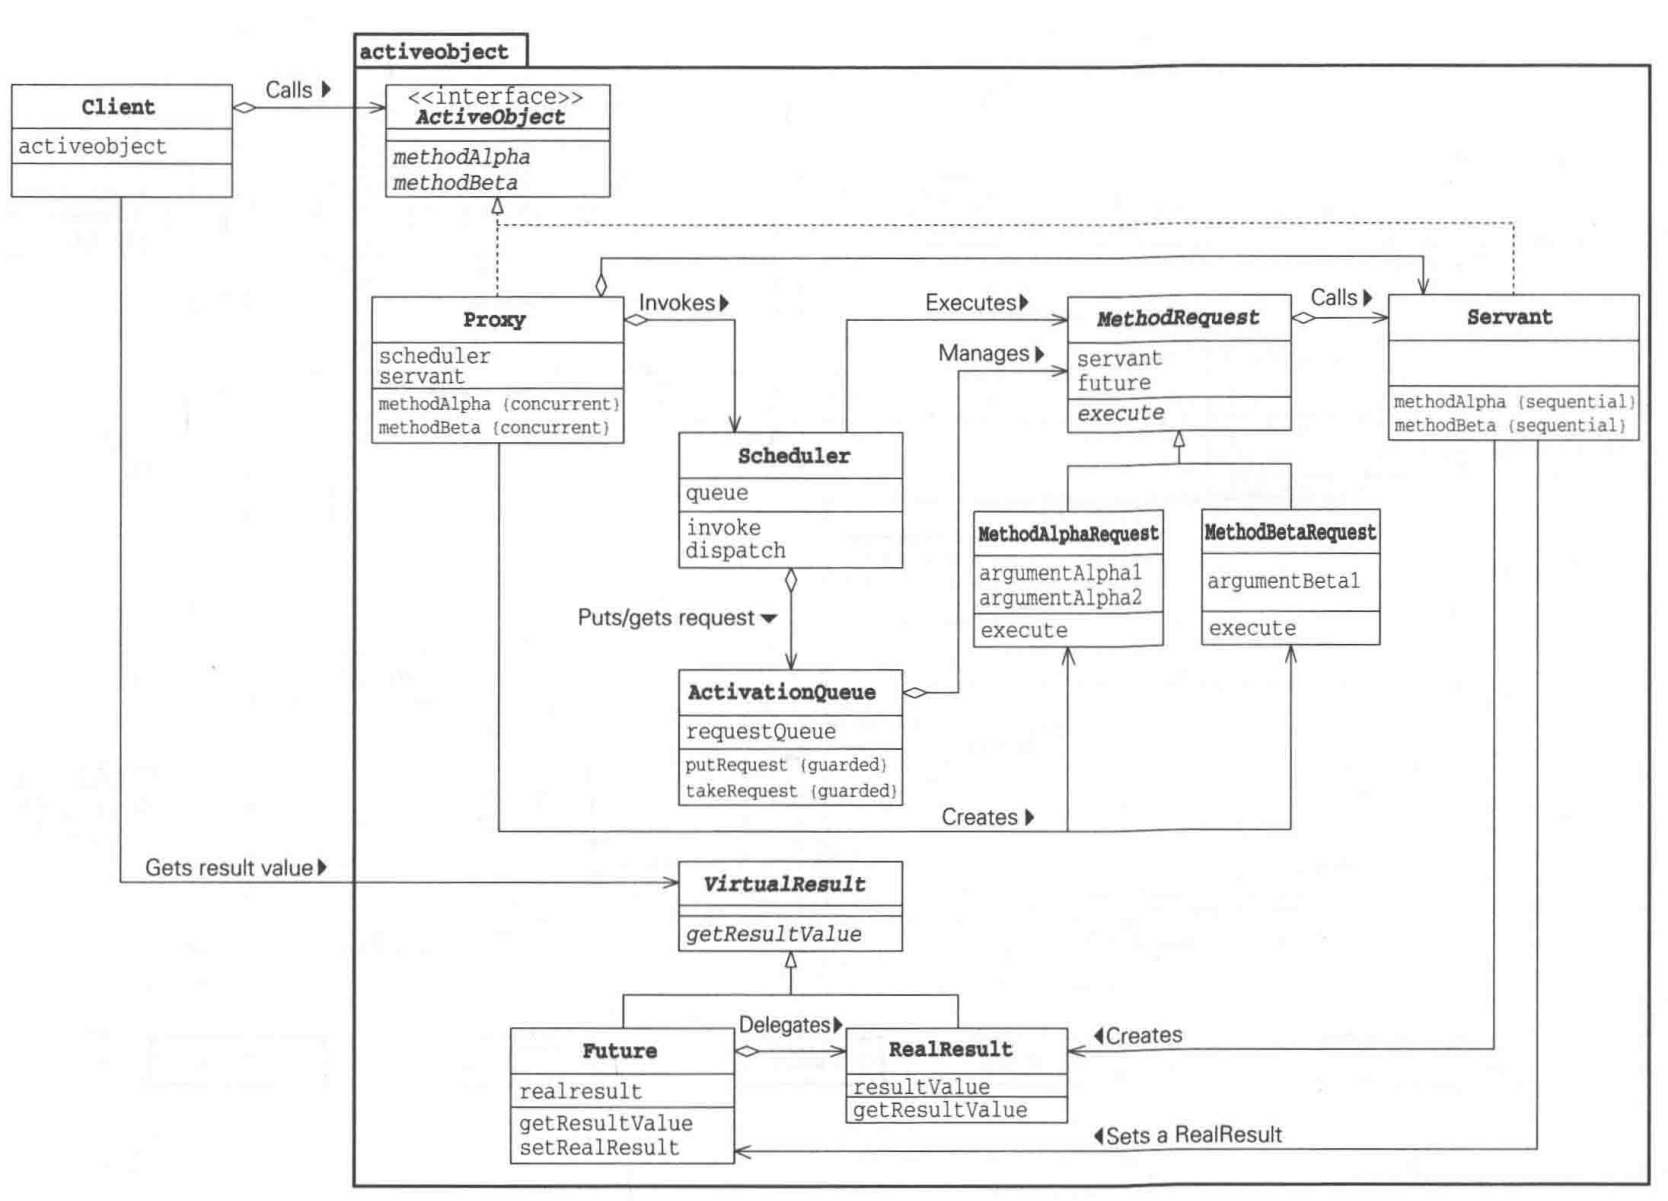 activeobject
Client
activeobject
Calls ▶
<<interface>>
ActiveObject
methodAlpha
methodBeta
Proxy
scheduler
servant
methodAlpha {concurrent}
methodBeta {concurrent}
Invokes▶
Executes▶
Manages▶
MethodRequest
servant
future
execute
Calls▶
Servant
methodAlpha {sequential}
methodBeta {sequential}
Scheduler
queue
invoke
dispatch
MethodAlphaRequest
argumentAlpha1
argumentAlpha2
execute
MethodBetaRequest
argumentBeta1
execute
Puts/gets request▼
ActivationQueue
requestQueue
putRequest {guarded}
takeRequest {guarded}
Creates▶
Gets result value▶
VirtualResult
getResultValue
Future
realresult
getResultValue
setRealResult
Delegates▶
RealResult
resultValue
getResultValue
◀Creates
◀Sets a RealResult